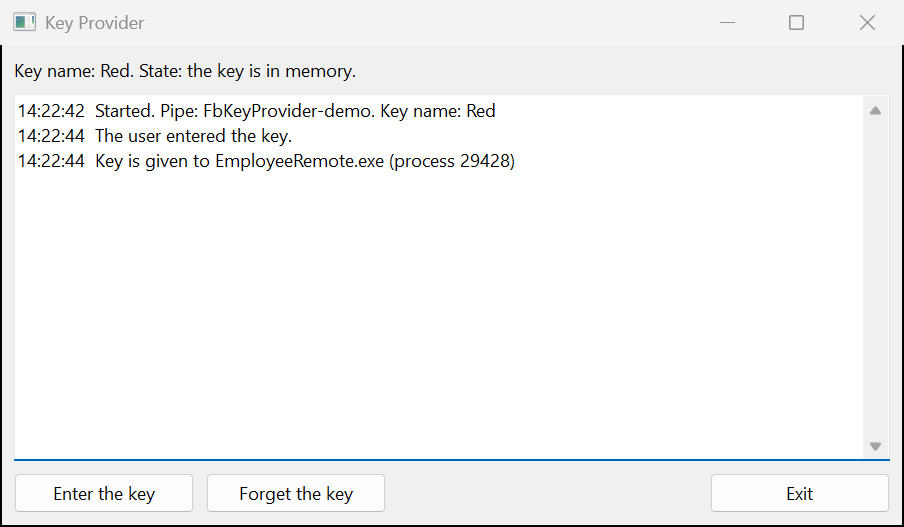 Key Provider
Key name: Red. State: the key is in memory.
14:22:42 Started. Pipe: FbKeyProvider-demo. Key name: Red
14:22:44 The user entered the key.
14:22:44 Key is given to EmployeeRemote.exe (process 29428)
Enter the key Forget the key Exit